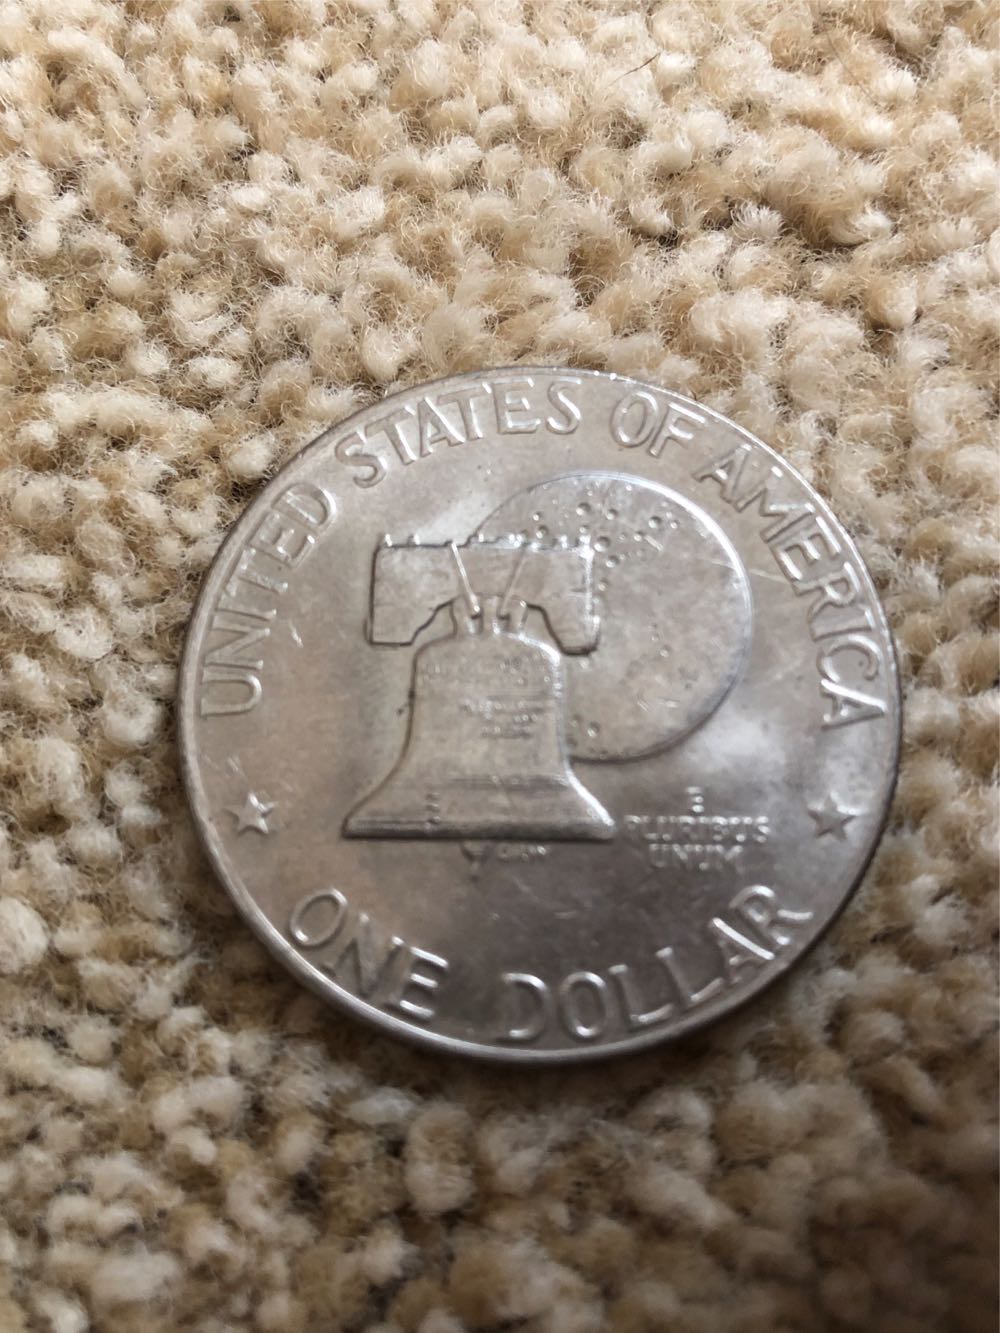 UNITED STATES OF AMERICA
E
PLURIBUS
UNUM
ONE DOLLAR